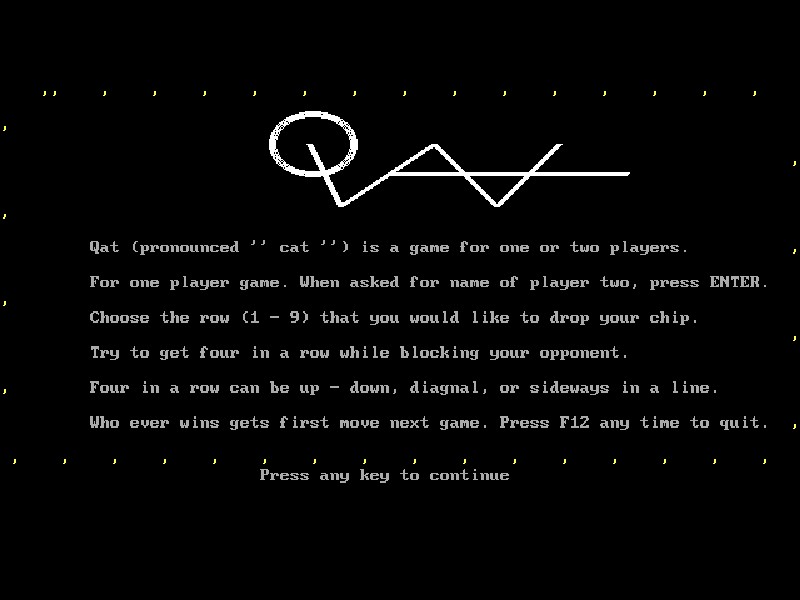 Qat (pronounced '' cat '') is a game for one or two players.
For one player game. When asked for name of player two, press ENTER.
Choose the row (1 - 9) that you would like to drop your chip.
Try to get four in a row while blocking your opponent.
Four in a row can be up - down, diagnal, or sideways in a line.
Who ever wins gets first move next game. Press F12 any time to quit.
Press any key to continue